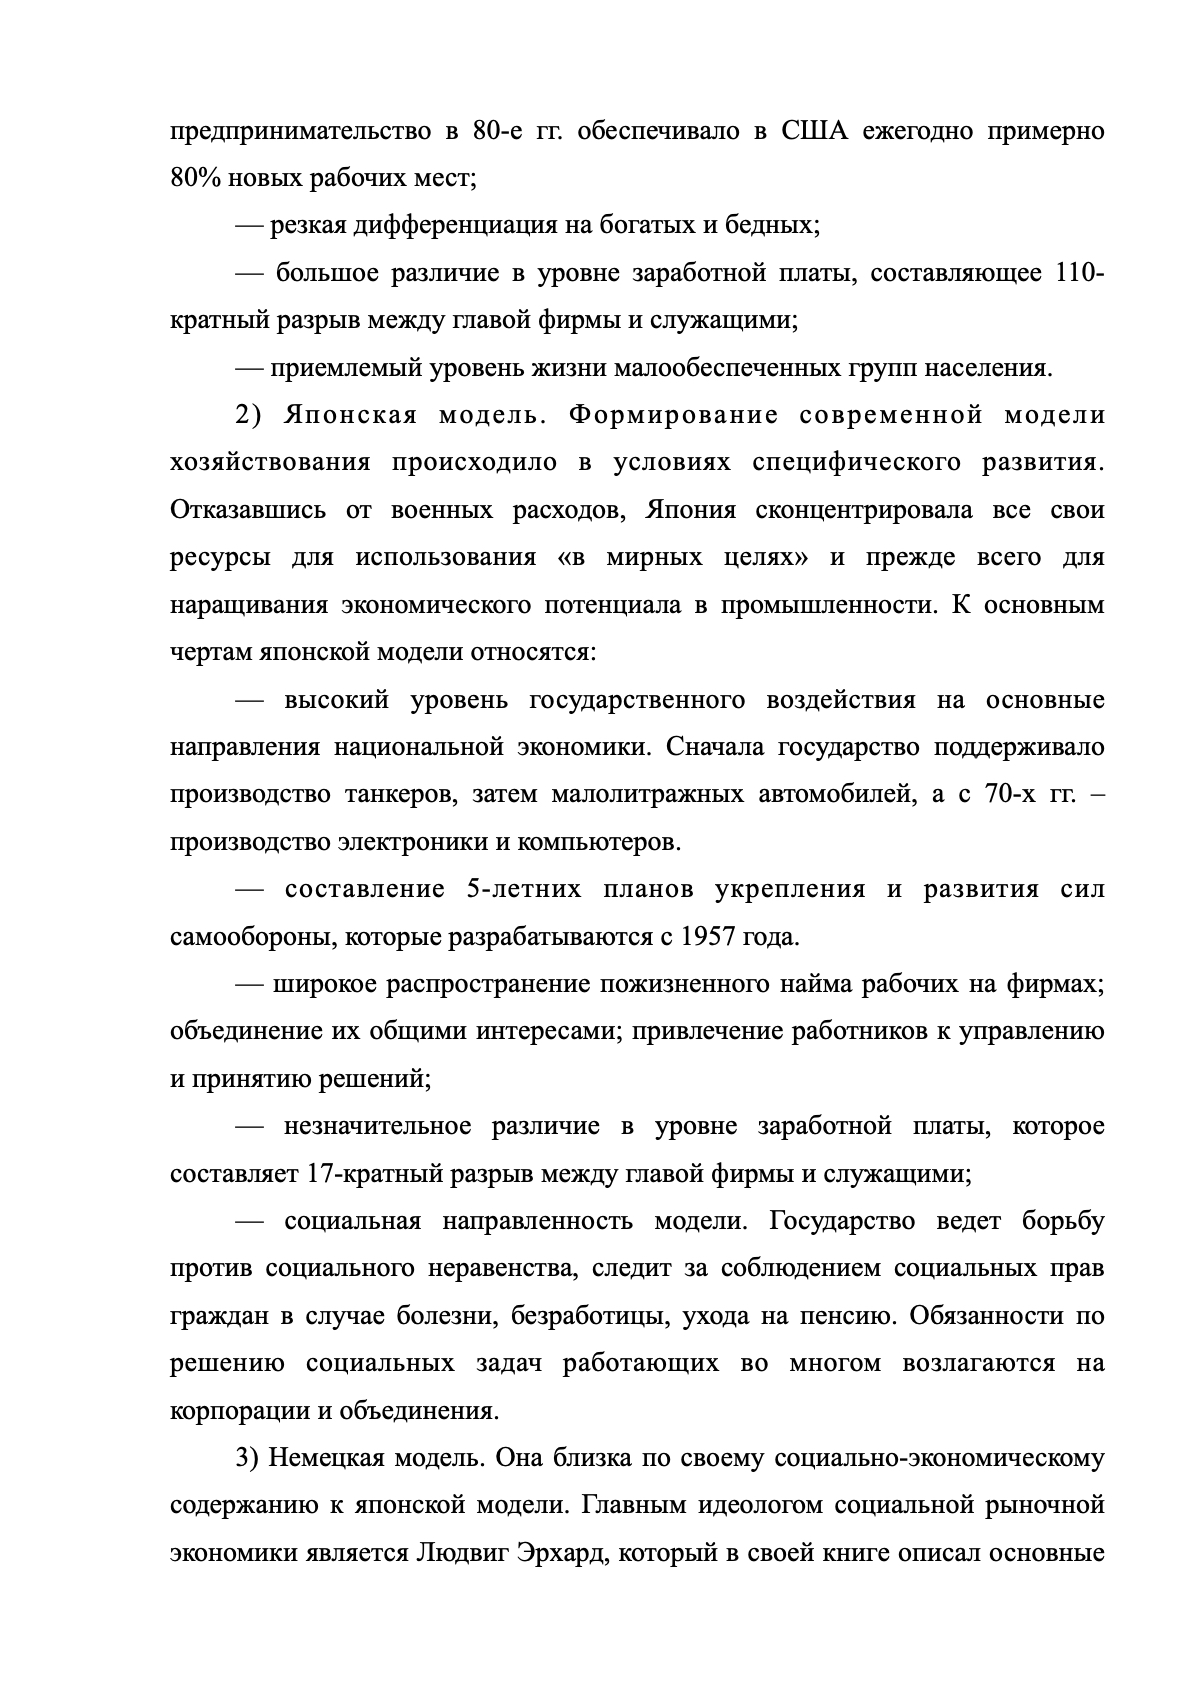 предпринимательство в 80-е гг. обеспечивало в США ежегодно примерно
80% новых рабочих мест;
— резкая дифференциация на богатых и бедных;
— большое различие в уровне заработной платы, составляющее 110-
кратный разрыв между главой фирмы и служащими;
— приемлемый уровень жизни малообеспеченных групп населения.
2) Японская модель. Формирование современной модели
хозяйствования происходило в условиях специфического развития.
Отказавшись от военных расходов, Япония сконцентрировала все свои
ресурсы для использования «в мирных целях» и прежде всего для
наращивания экономического потенциала в промышленности. К основным
чертам японской модели относятся:
— высокий уровень государственного воздействия на основные
направления национальной экономики. Сначала государство поддерживало
производство танкеров, затем малолитражных автомобилей, а с 70-х гг. –
производство электроники и компьютеров.
— составление 5-летних планов укрепления и развития сил
самообороны, которые разрабатываются с 1957 года.
— широкое распространение пожизненного найма рабочих на фирмах;
объединение их общими интересами; привлечение работников к управлению
и принятию решений;
— незначительное различие в уровне заработной платы, которое
составляет 17-кратный разрыв между главой фирмы и служащими;
— социальная направленность модели. Государство ведет борьбу
против социального неравенства, следит за соблюдением социальных прав
граждан в случае болезни, безработицы, ухода на пенсию. Обязанности по
решению социальных задач работающих во многом возлагаются на
корпорации и объединения.
3) Немецкая модель. Она близка по своему социально-экономическому
содержанию к японской модели. Главным идеологом социальной рыночной
экономики является Людвиг Эрхард, который в своей книге описал основные